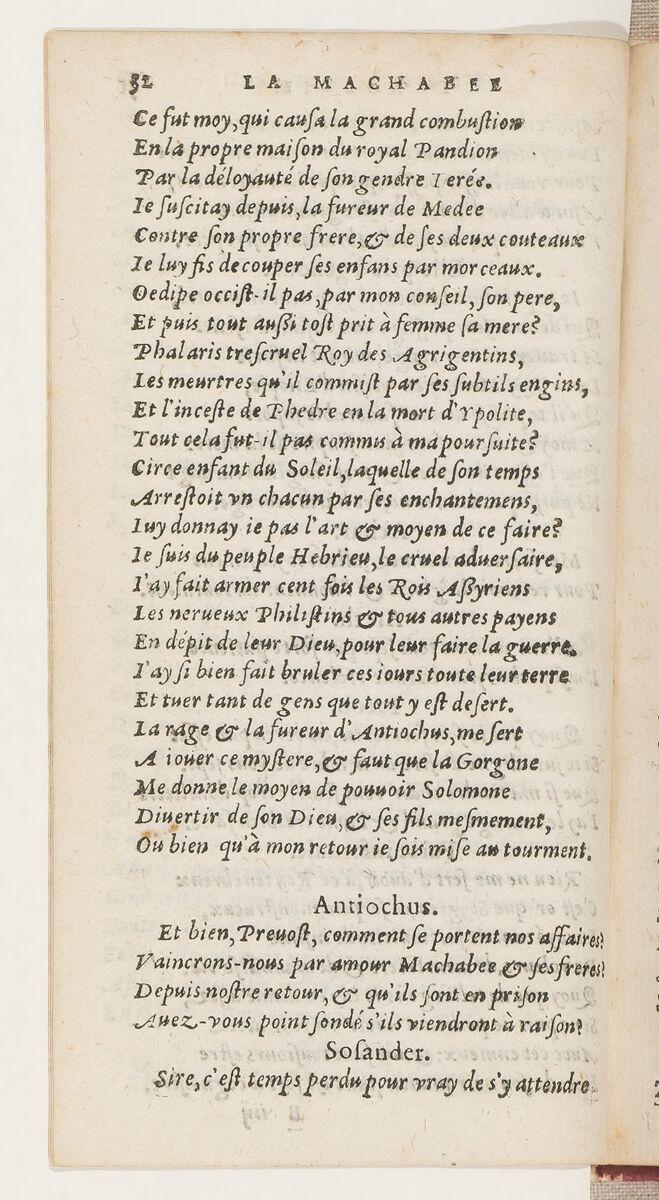 32 LA MACHABEE
Ce fut moy, qui cauſa la grand combuſtion
En la propre maiſon du royal Pandion
Par la déloyauté de ſon gendre Terée.
Ie ſuſcitay depuis, la fureur de Medee
Contre ſon propre frere, & de ſes deux couteaux
Ie luy fis decouper ſes enfans par morceaux.
Oedipe occiſt-il pas, par mon conſeil, ſon pere,
Et puis tout auſſi toſt prit à femme ſa mere?
Phalaris treſcruel Roy des Agrigentins,
Les meurtres qu'il commiſt par ſes ſubtils engins,
Et l'inceſte de Phedre en la mort d'Ypolite,
Tout cela fut-il pas commis à ma pourſuite?
Circe enfant du Soleil, laquelle de ſon temps
Arreſtoit vn chacun par ſes enchantemens,
Luy donnay ie pas l'art & moyen de ce faire?
Ie ſuis du peuple Hebrieu, le cruel aduerſaire,
I'ay fait armer cent fois les Rois Aßyriens
Les nerueux Philiſtins & tous autres payens
En dépit de leur Dieu, pour leur faire la guerre.
I'ay ſi bien fait bruler ces iours toute leur terre
Et tuer tant de gens que tout y eſt deſert.
La rage & la fureur d'Antiochus, me ſert
A iouer ce myſtere, & faut que la Gorgone
Me donne le moyen de pouuoir Solomone
Diuertir de ſon Dieu, & ſes fils meſmement,
Ou bien qu'à mon retour ie ſois miſe au tourment.
Antiochus.
Et bien, Preuoſt, comment ſe portent nos affaires?
Vaincrons-nous par amour Machabee & ſes freres?
Depuis noſtre retour, & qu'ils ſont en priſon
Auez-vous point ſondé s'ils viendront à raiſon?
Soſander.
Sire, c'eſt temps perdu pour vray de s'y attendre